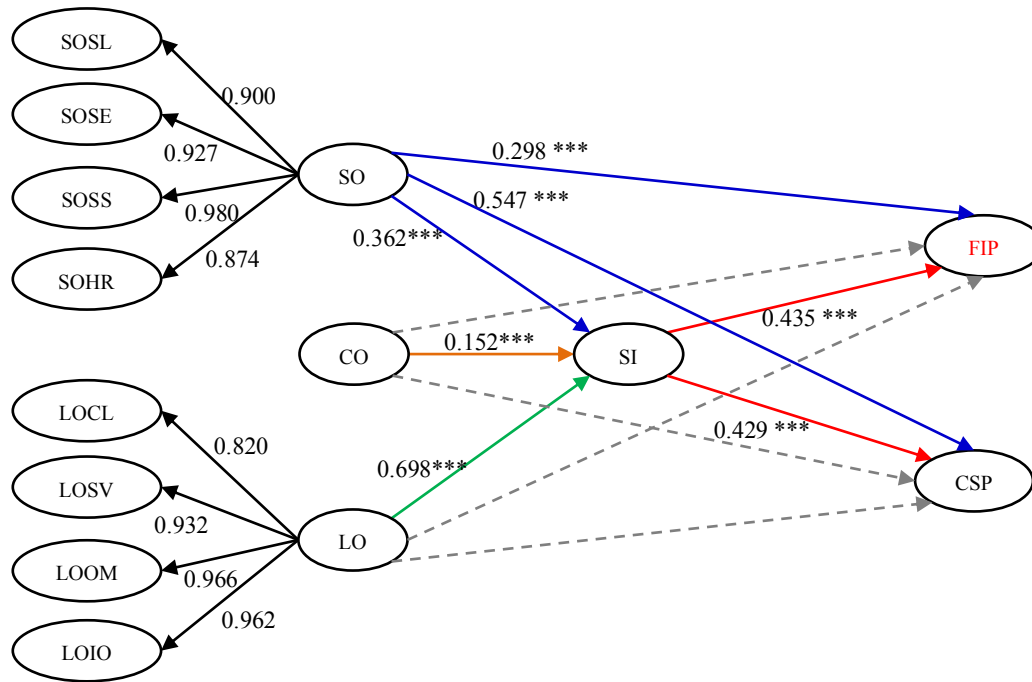 SOSL
0.900
SOSE
0.927
0.298 ***
SO
SOSS
0.547 ***
0.980
0.362***
FIP
0.874
SOHR
0.435 ***
0.152***
CO
SI
LOCL
0.429 ***
0.820
0.698***
CSP
LOSV
0.932
LO
LOOM
0.966
0.962
LOIO